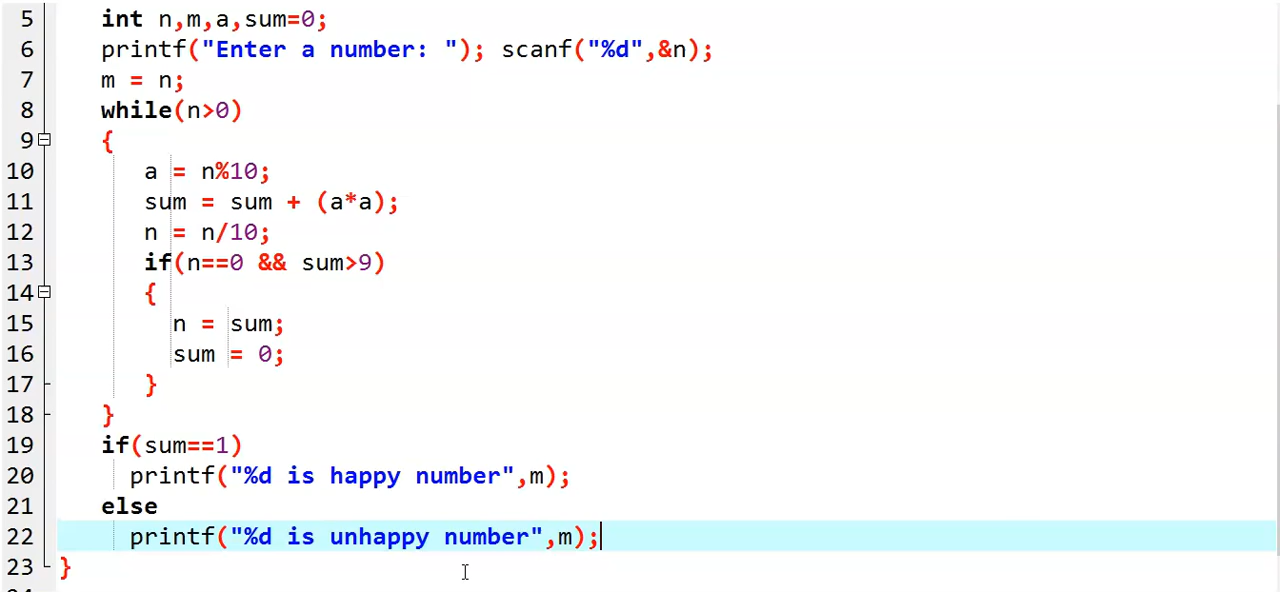 5 int n,m,a,sum=0;
6 printf("Enter a number: "); scanf("%d",&n);
7 m = n;
8 while(n>0)
9 {
10 a = n%10;
11 sum = sum + (a*a);
12 n = n/10;
13 if(n==0 && sum>9)
14 {
15 n = sum;
16 sum = 0;
17 }
18 }
19 if(sum==1)
20 printf("%d is happy number",m);
21 else
22 printf("%d is unhappy number",m);
23 }